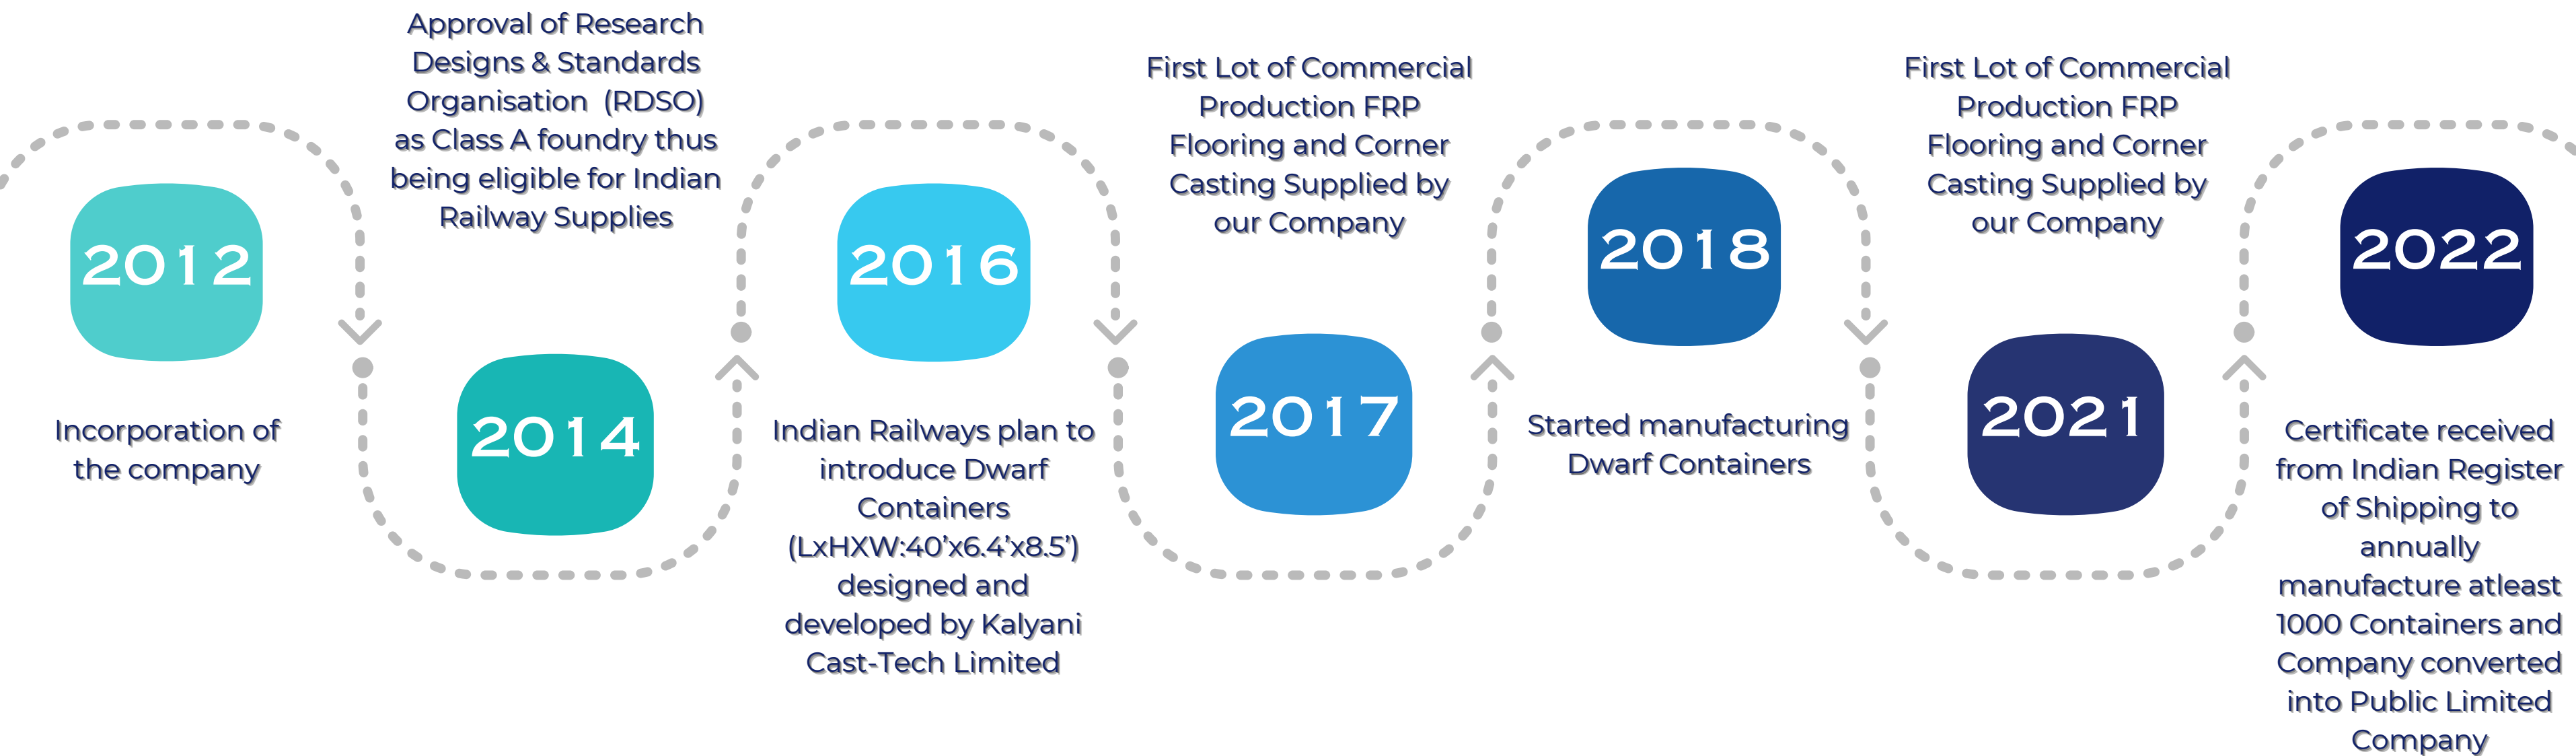 2012
Incorporation of
the company
Approval of Research
Designs & Standards
Organisation (RDSO)
as Class A foundry thus
being eligible for Indian
Railway Supplies
2014
2016
Indian Railways plan to
introduce Dwarf
Containers
(LxHXW:40’x6.4’x8.5’)
designed and
developed by Kalyani
Cast-Tech Limited
First Lot of Commercial
Production FRP
Flooring and Corner
Casting Supplied by
our Company
2017
2018
Started manufacturing
Dwarf Containers
First Lot of Commercial
Production FRP
Flooring and Corner
Casting Supplied by
our Company
2021
2022
Certificate received
from Indian Register
of Shipping to
annually
manufacture atleast
1000 Containers and
Company converted
into Public Limited
Company